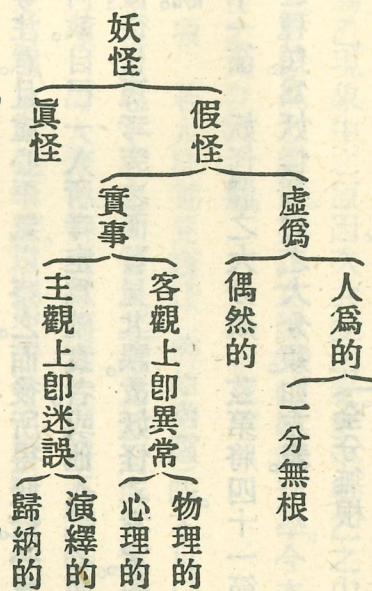 妖怪
假怪
眞怪
虛僞
實事
人爲的
偶然的
客觀上卽異常
主觀上卽迷誤
一分無根
物理的
心理的
演繹的
歸納的